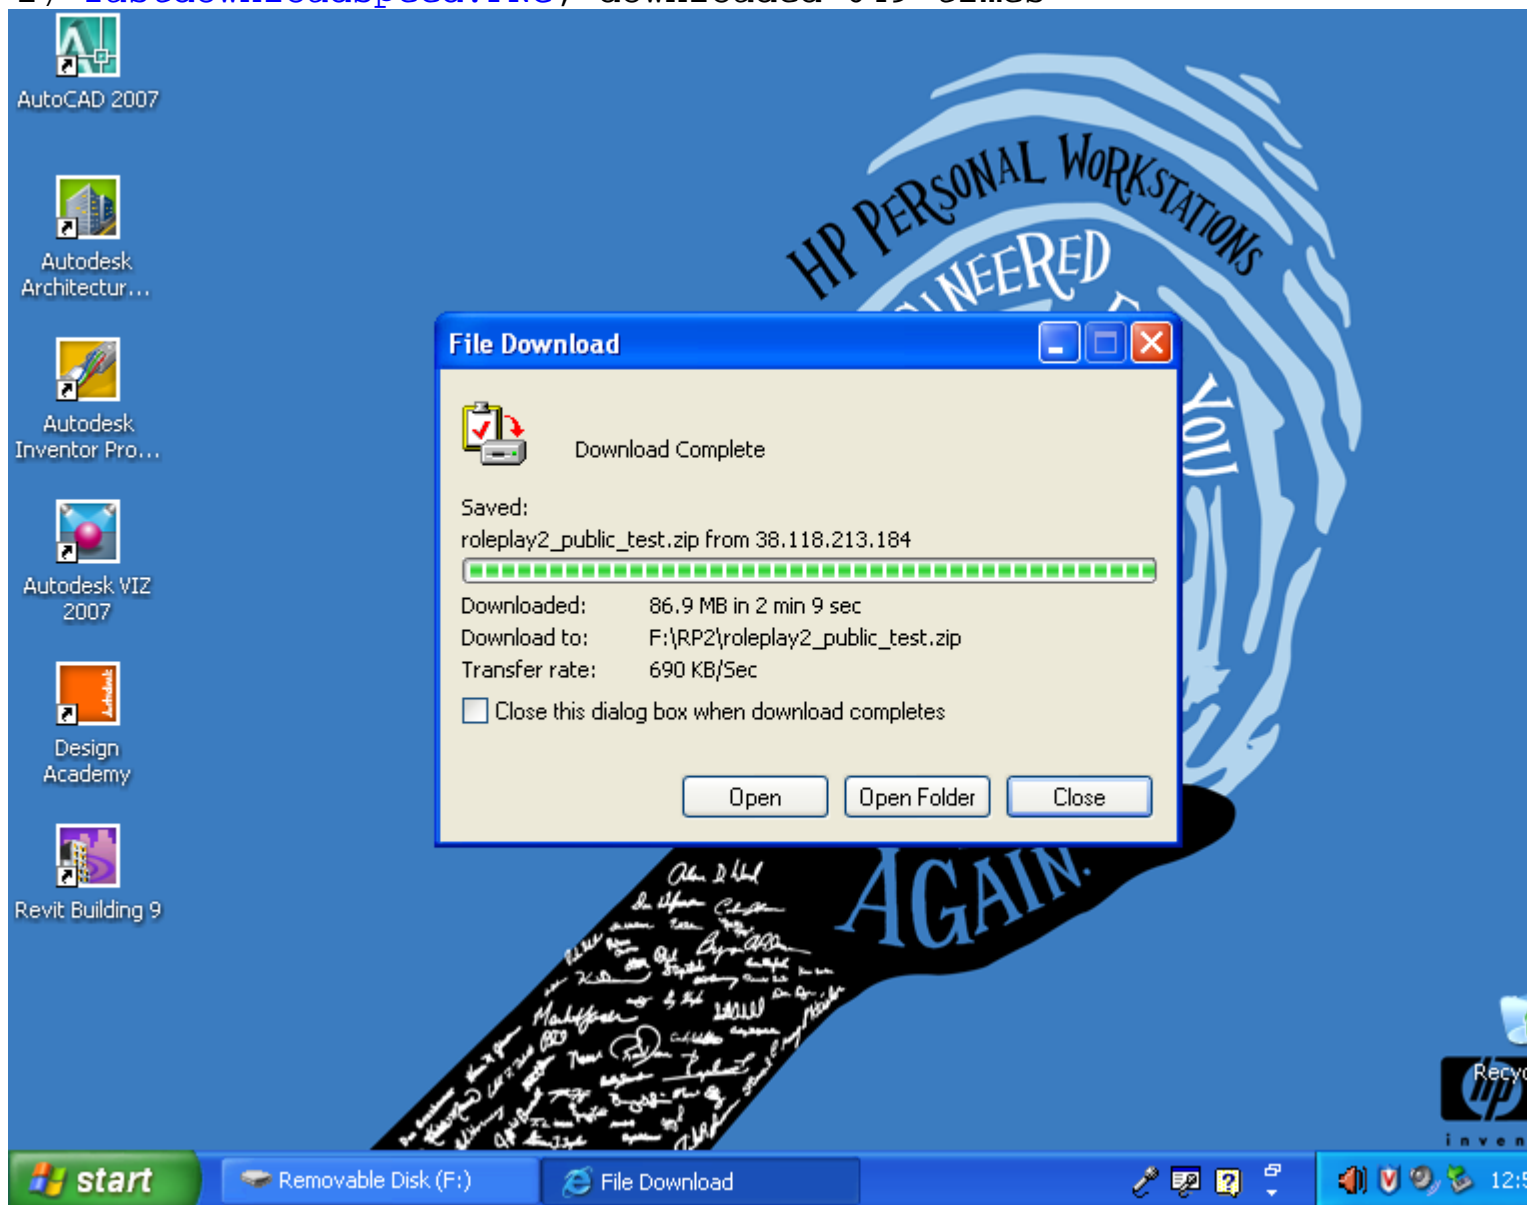 AutoCAD 2007
Autodesk
Architectur...
Autodesk
Inventor Pro...
Autodesk VIZ
2007
Autodesk
Design
Academy
Revit Building 9
HP PERSONAL WORKSTATIONS
YOU
AGAIN.
File Download
Download Complete
Saved:
roleplay2_public_test.zip from 38.118.213.184
Downloaded: 86.9 MB in 2 min 9 sec
Download to: F:\RP2\roleplay2_public_test.zip
Transfer rate: 690 KB/Sec
Close this dialog box when download completes
Open Open Folder Close
hp
start Removable Disk (F:) File Download